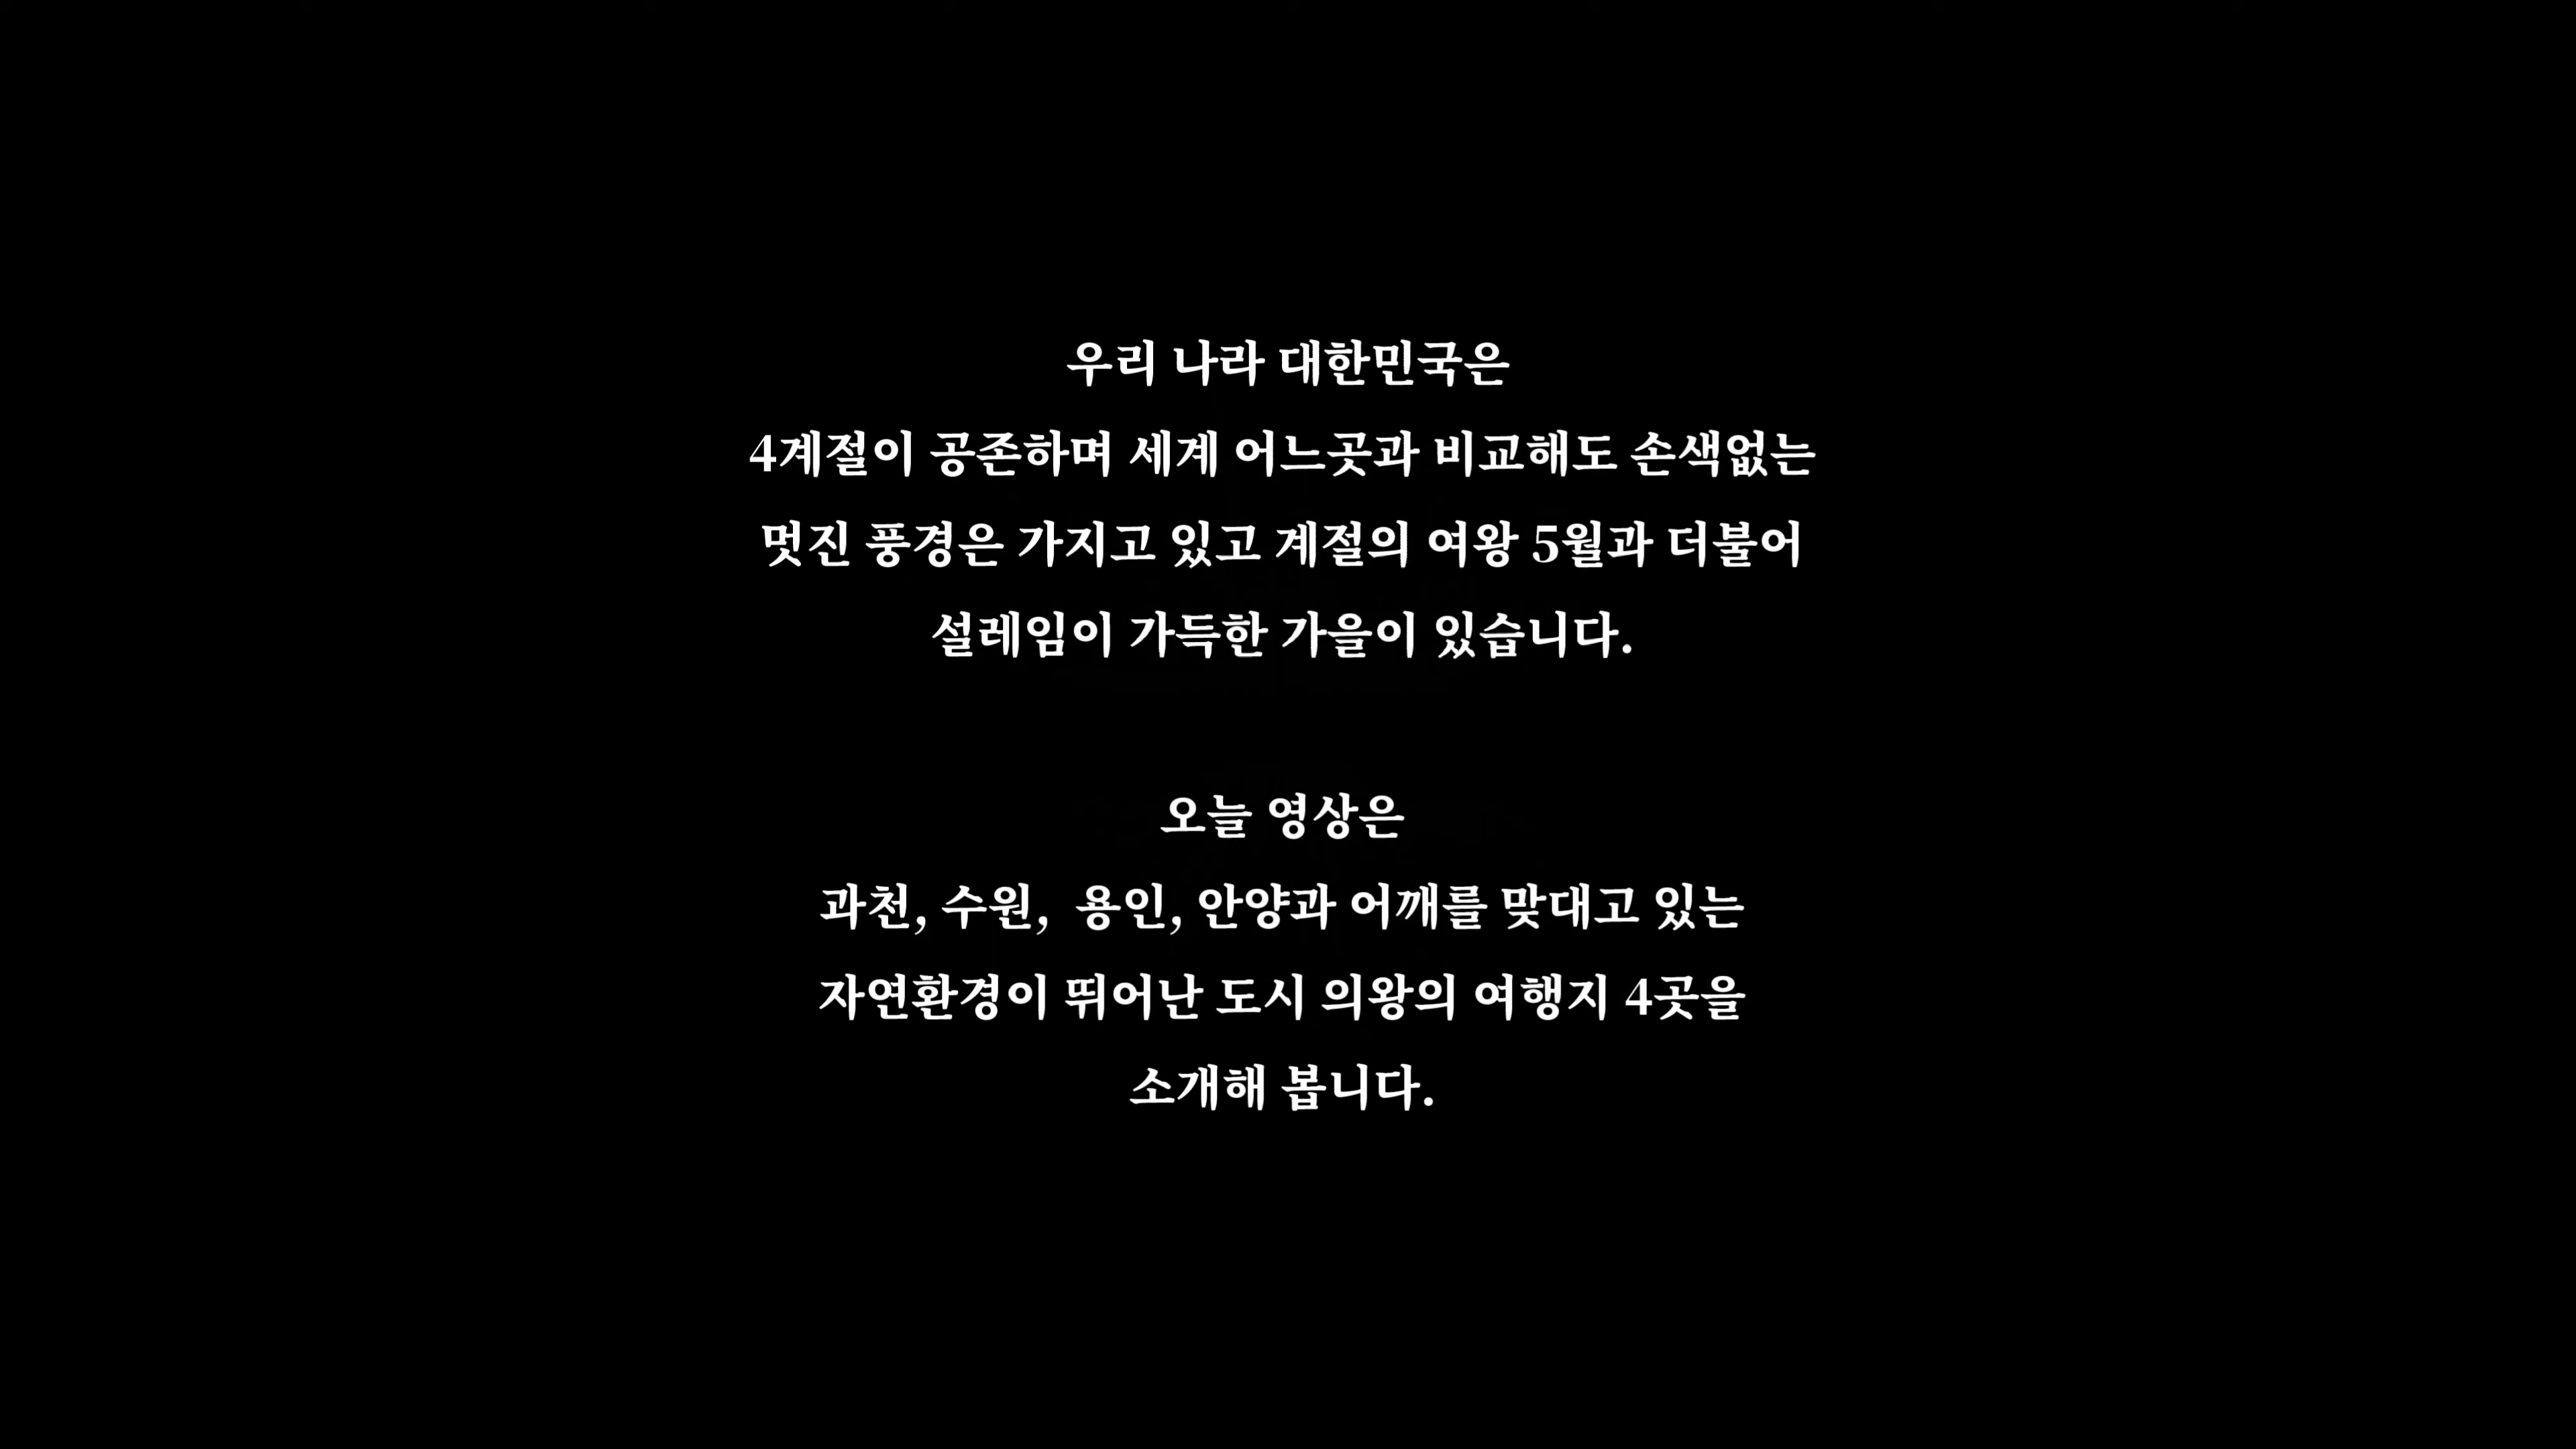 우리 나라 대한민국은
4계절이 공존하며 세계 어느곳과 비교해도 손색없는
멋진 풍경은 가지고 있고 계절의 여왕 5월과 더불어
설레임이 가득한 가을이 있습니다.
오늘 영상은
과천, 수원,  용인, 안양과 어깨를 맞대고 있는
자연환경이 뛰어난 도시 의왕의 여행지 4곳을
소개해 봅니다.